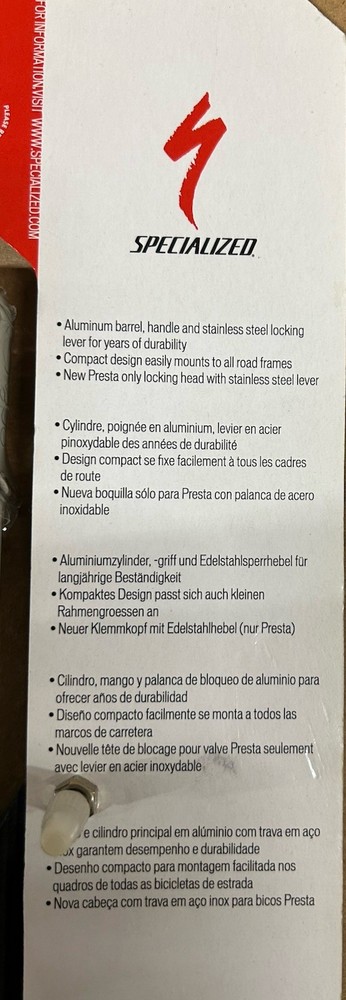 FOR INFORMATION VISIT WWW.SPECIALIZED.COM
PLEASE
SPECIALIZED
• Aluminum barrel, handle and stainless steel locking
lever for years of durability
• Compact design easily mounts to all road frames
• New Presta only locking head with stainless steel lever
• Cylindre, poignée en aluminium, levier en acier
pinoxydable des années de durabilité
• Design compact se fixe facilement à tous les cadres
de route
• Nueva boquilla sólo para Presta con palanca de acero
inoxidable
• Aluminiumzylinder, -griff und Edelstahlsperrhebel für
langjährige Beständigkeit
• Kompaktes Design passt sich auch kleinen
Rahmengroessen an
• Neuer Klemmkopf mit Edelstahlhebel (nur Presta)
• Cilindro, mango y palanca de bloqueo de aluminio para
ofrecer años de durabilidad
• Diseño compacto facilmente se monta a todos las
marcos de carretera
• Nouvelle tête de blocage pour valve Presta seulement
avec levier en acier inoxydable
e cilindro principal em alúminio com trava em aço
ox garantem desempenho e durabilidade
• Desenho compacto para montagem facilitada nos
quadros de todas as bicicletas de estrada
• Nova cabeça com trava em aço inox para bicos Presta